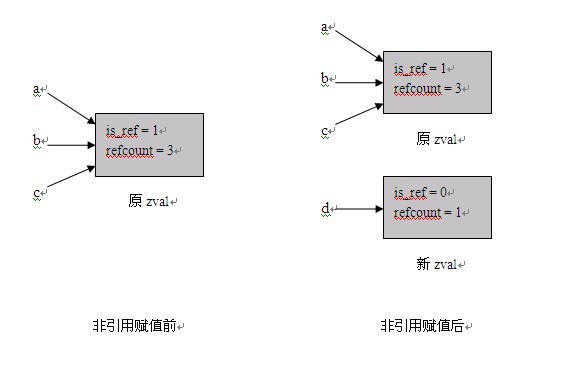 a
b
c
is_ref = 1
refcount = 3
原 zval
非引用赋值前
a
b
c
is_ref = 1
refcount = 3
原 zval
d
is_ref = 0
refcount = 1
新 zval
非引用赋值后